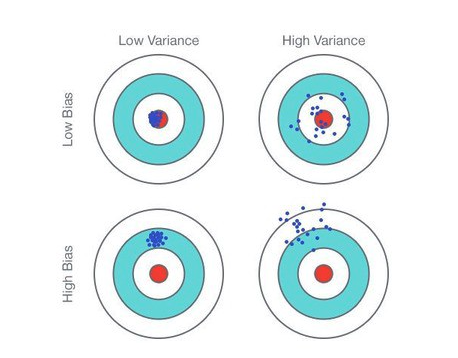 Low Variance
High Variance
Low Bias
High Bias